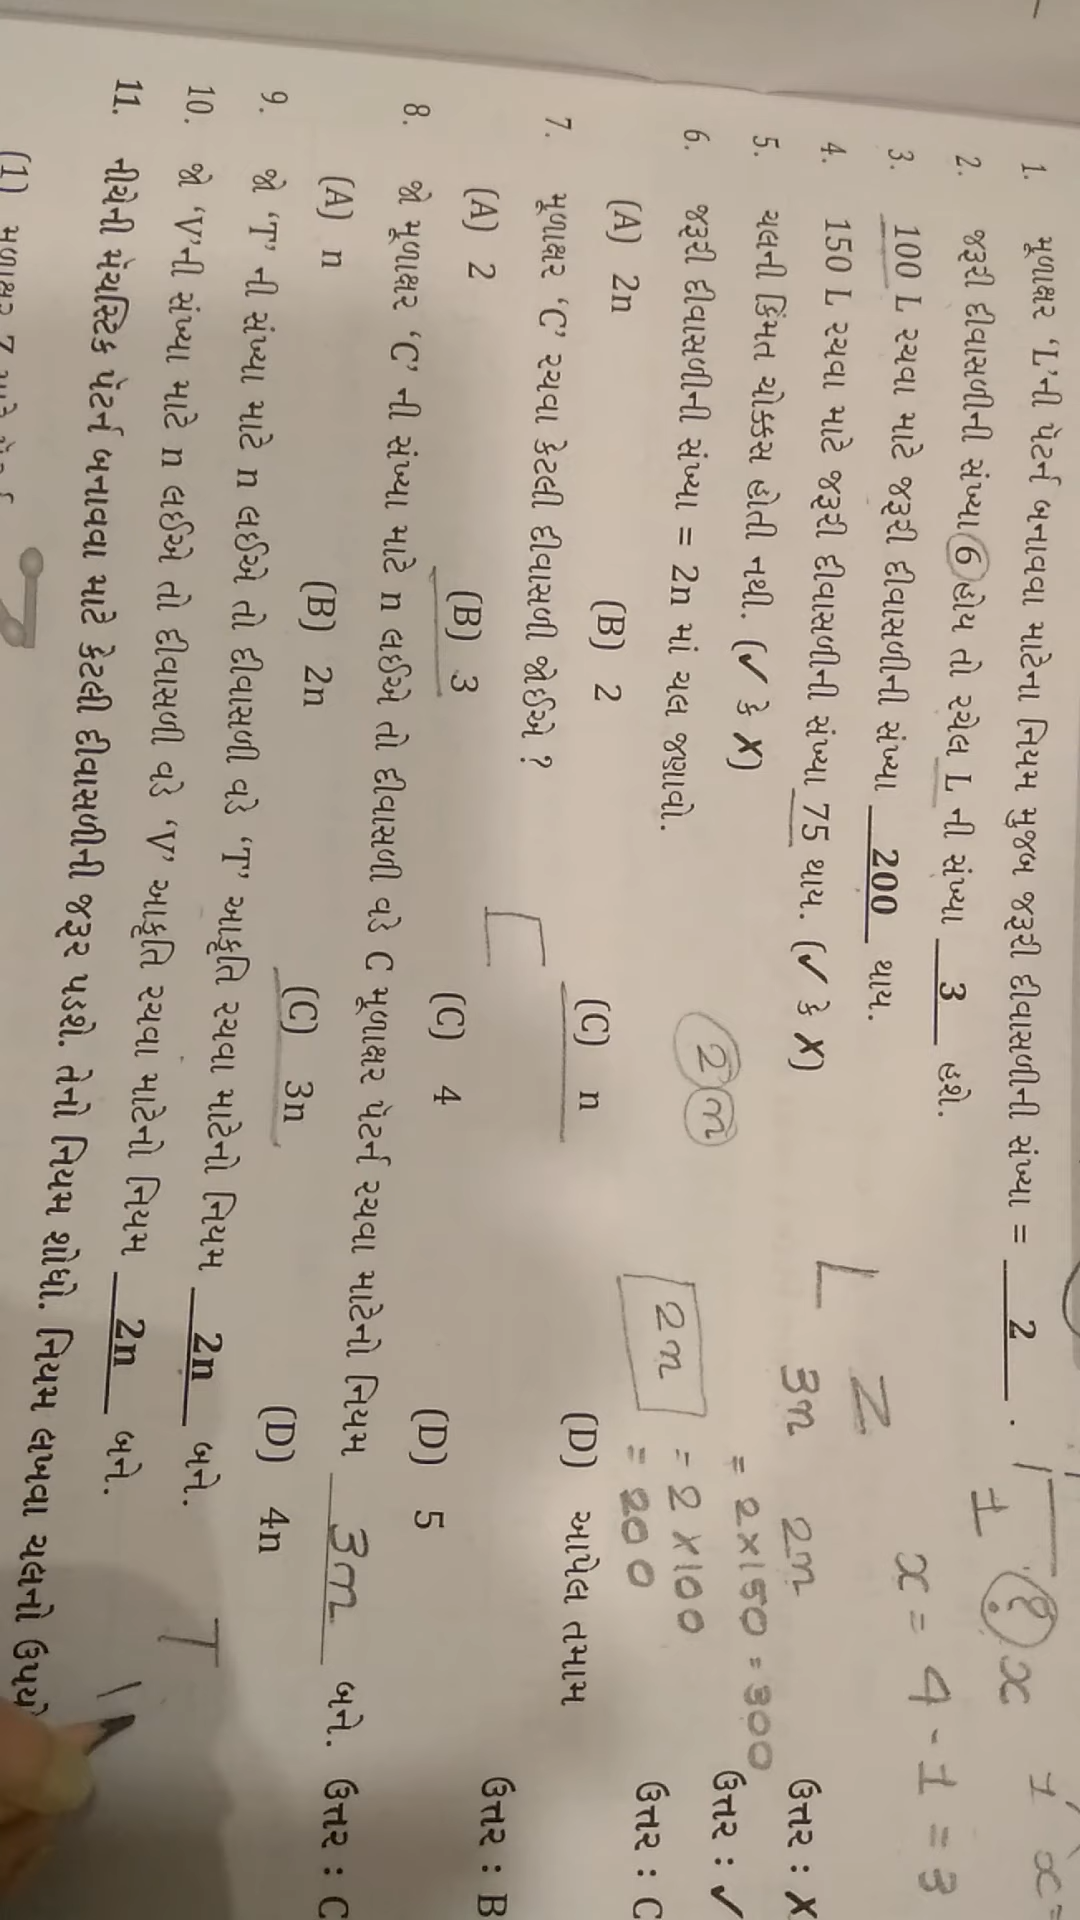 1. મૂળાક્ષર 'L'ની પેટર્ન બનાવવા માટેના નિયમ મુજબ જરૂરી દીવાસળીની સંખ્યા = 2 .
2. જરૂરી દીવાસળીની સંખ્યા 6 હોય તો રચેલ L ની સંખ્યા 3 હશે.
3. 100 L રચવા માટે જરૂરી દીવાસળીની સંખ્યા 200 થાય.
4. 150 L રચવા માટે જરૂરી દીવાસળીની સંખ્યા 75 થાય. (✓ કે X) ઉત્તર : X
5. ચલની કિંમત ચોક્કસ હોતી નથી. (✓ કે X) ઉત્તર : ✓
6. જરૂરી દીવાસળીની સંખ્યા = 2n માં ચલ જણાવો. ઉત્તર : C
(A) 2n (B) 2 (C) n (D) આપેલ તમામ
7. મૂળાક્ષર 'C' રચવા કેટલી દીવાસળી જોઈએ ? ઉત્તર : B
(A) 2 (B) 3 (C) 4 (D) 5
8. જો મૂળાક્ષર 'C' ની સંખ્યા માટે n લઈએ તો દીવાસળી વડે C મૂળાક્ષર પેટર્ન રચવા માટેનો નિયમ 3n બને. ઉત્તર : C
(A) n (B) 2n (C) 3n (D) 4n
9. જો 'T' ની સંખ્યા માટે n લઈએ તો દીવાસળી વડે 'T' આકૃતિ રચવા માટેનો નિયમ 2n બને.
10. જો 'V'ની સંખ્યા માટે n લઈએ તો દીવાસળી વડે 'V' આકૃતિ રચવા માટેનો નિયમ 2n બને.
11. નીચેની મેચસ્ટિક પેટર્ન બનાવવા માટે કેટલી દીવાસળીની જરૂર પડશે. તેનો નિયમ શોધો. નિયમ લખવા ચલનો
(1) મૂળાક્ષર
x = 4 - 1 = 3
L Z
3n 2n
= 2 × 150 = 300
2n = 2 × 100
= 200
2 n
T